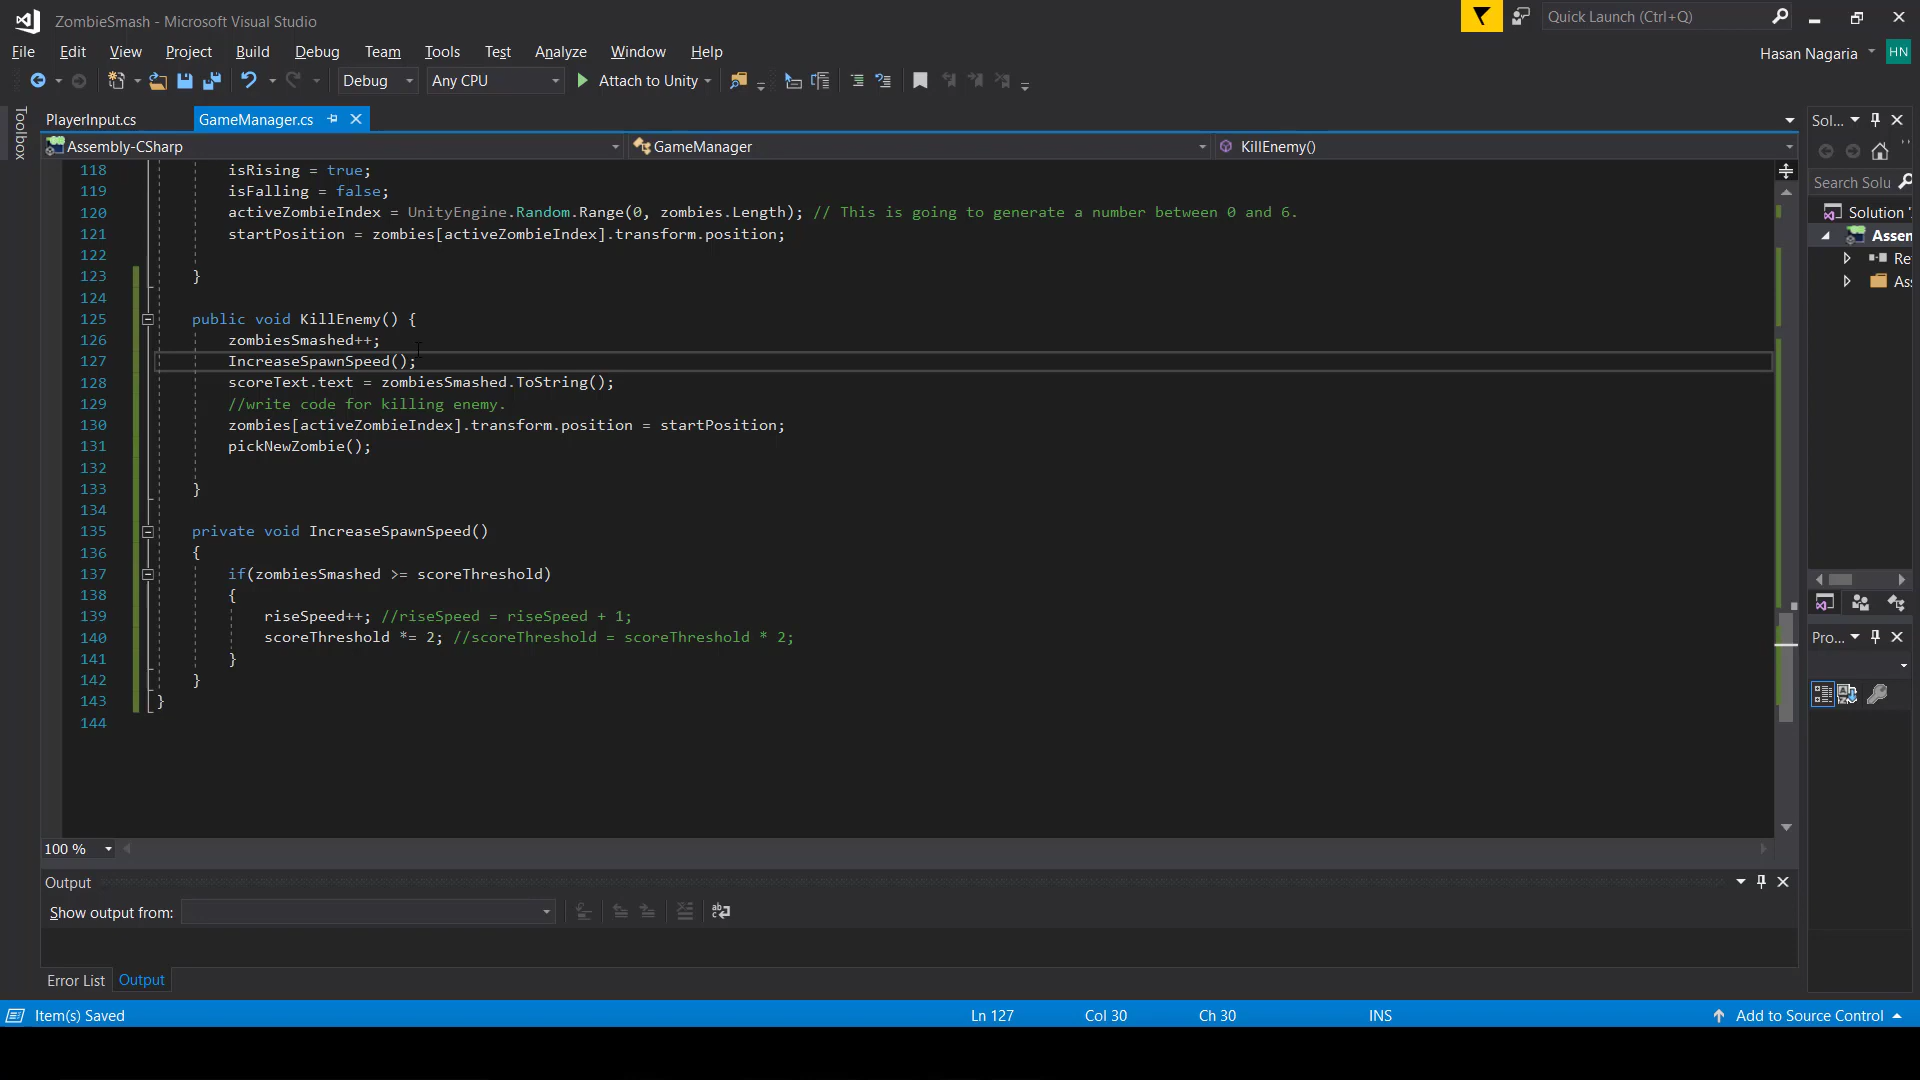 ZombieSmash - Microsoft Visual Studio
Quick Launch (Ctrl+Q)
File Edit View Project Build Debug Team Tools Test Analyze Window Help
Hasan Nagaria HN
Debug Any CPU Attach to Unity
Toolbox
PlayerInput.cs GameManager.cs
Sol...
Assembly-CSharp GameManager KillEnemy()
Search Solu
Solution '
Assen
Re
As
118 isRising = true;
119 isFalling = false;
120 activeZombieIndex = UnityEngine.Random.Range(0, zombies.Length); // This is going to generate a number between 0 and 6.
121 startPosition = zombies[activeZombieIndex].transform.position;
122
123 }
124
125 public void KillEnemy() {
126 zombiesSmashed++;
127 IncreaseSpawnSpeed();
128 scoreText.text = zombiesSmashed.ToString();
129 //write code for killing enemy.
130 zombies[activeZombieIndex].transform.position = startPosition;
131 pickNewZombie();
132
133 }
134
135 private void IncreaseSpawnSpeed()
136 {
137 if(zombiesSmashed >= scoreThreshold)
138 {
139 riseSpeed++; //riseSpeed = riseSpeed + 1;
140 scoreThreshold *= 2; //scoreThreshold = scoreThreshold * 2;
141 }
142 }
143 }
144
Pro...
100 %
Output
Show output from:
Error List Output
Item(s) Saved Ln 127 Col 30 Ch 30 INS Add to Source Control